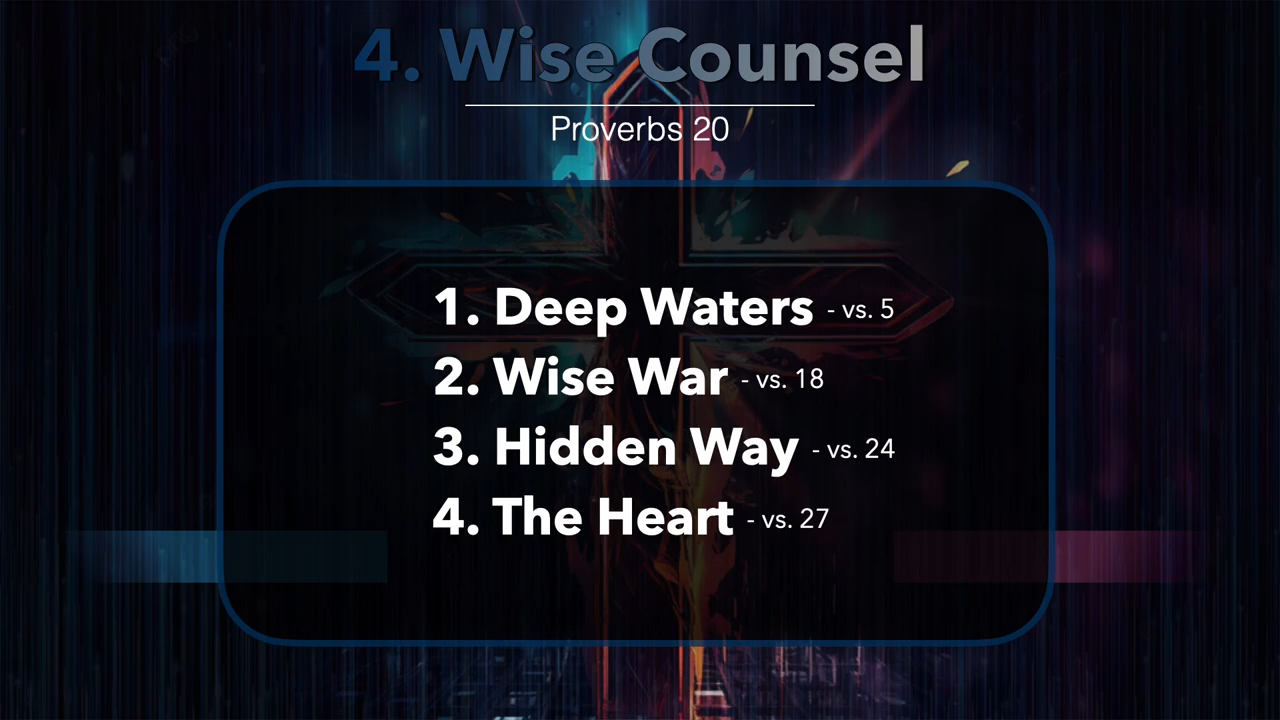 4. Wise Counsel
Proverbs 20
1. Deep Waters - vs. 5
2. Wise War - vs. 18
3. Hidden Way - vs. 24
4. The Heart - vs. 27